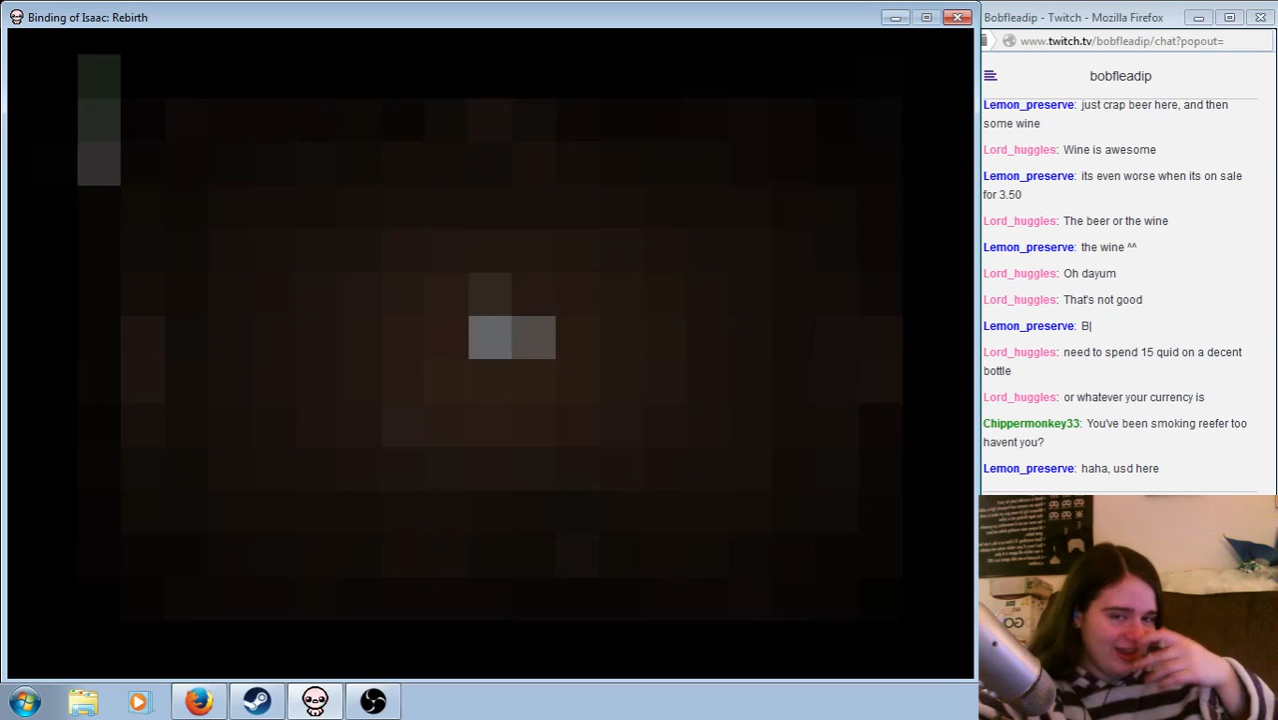 Binding of Isaac: Rebirth
Bobfleadip - Twitch - Mozilla Firefox
www.twitch.tv/bobfleadip/chat?popout=
bobfleadip
Lemon_preserve: just crap beer here, and then
some wine
Lord_huggles: Wine is awesome
Lemon_preserve: its even worse when its on sale
for 3.50
Lord_huggles: The beer or the wine
Lemon_preserve: the wine ^^
Lord_huggles: Oh dayum
Lord_huggles: That's not good
Lemon_preserve: B|
Lord_huggles: need to spend 15 quid on a decent
bottle
Lord_huggles: or whatever your currency is
Chippermonkey33: You've been smoking reefer too
havent you?
Lemon_preserve: haha, usd here